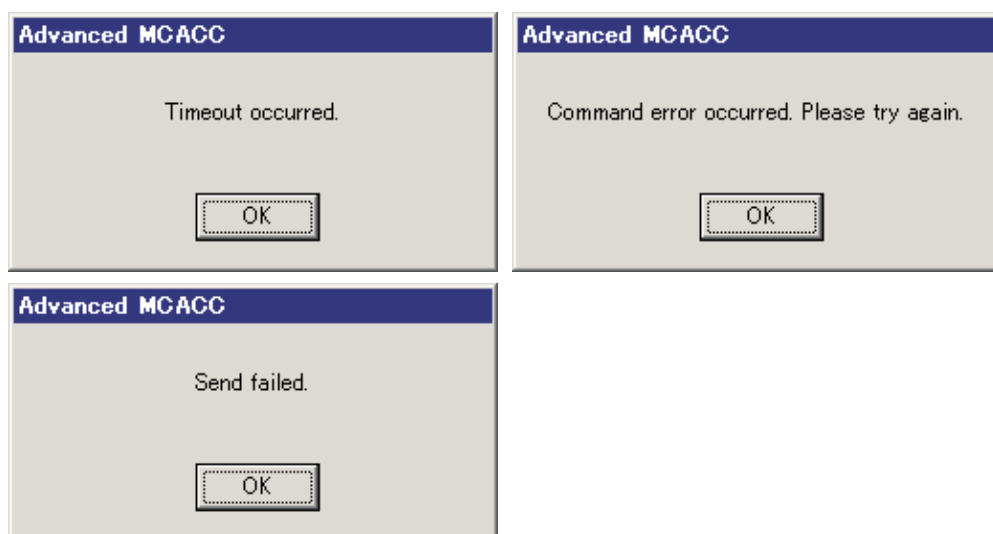 Advanced MCACC
Timeout occurred.
OK
Advanced MCACC
Command error occurred. Please try again.
OK
Advanced MCACC
Send failed.
OK